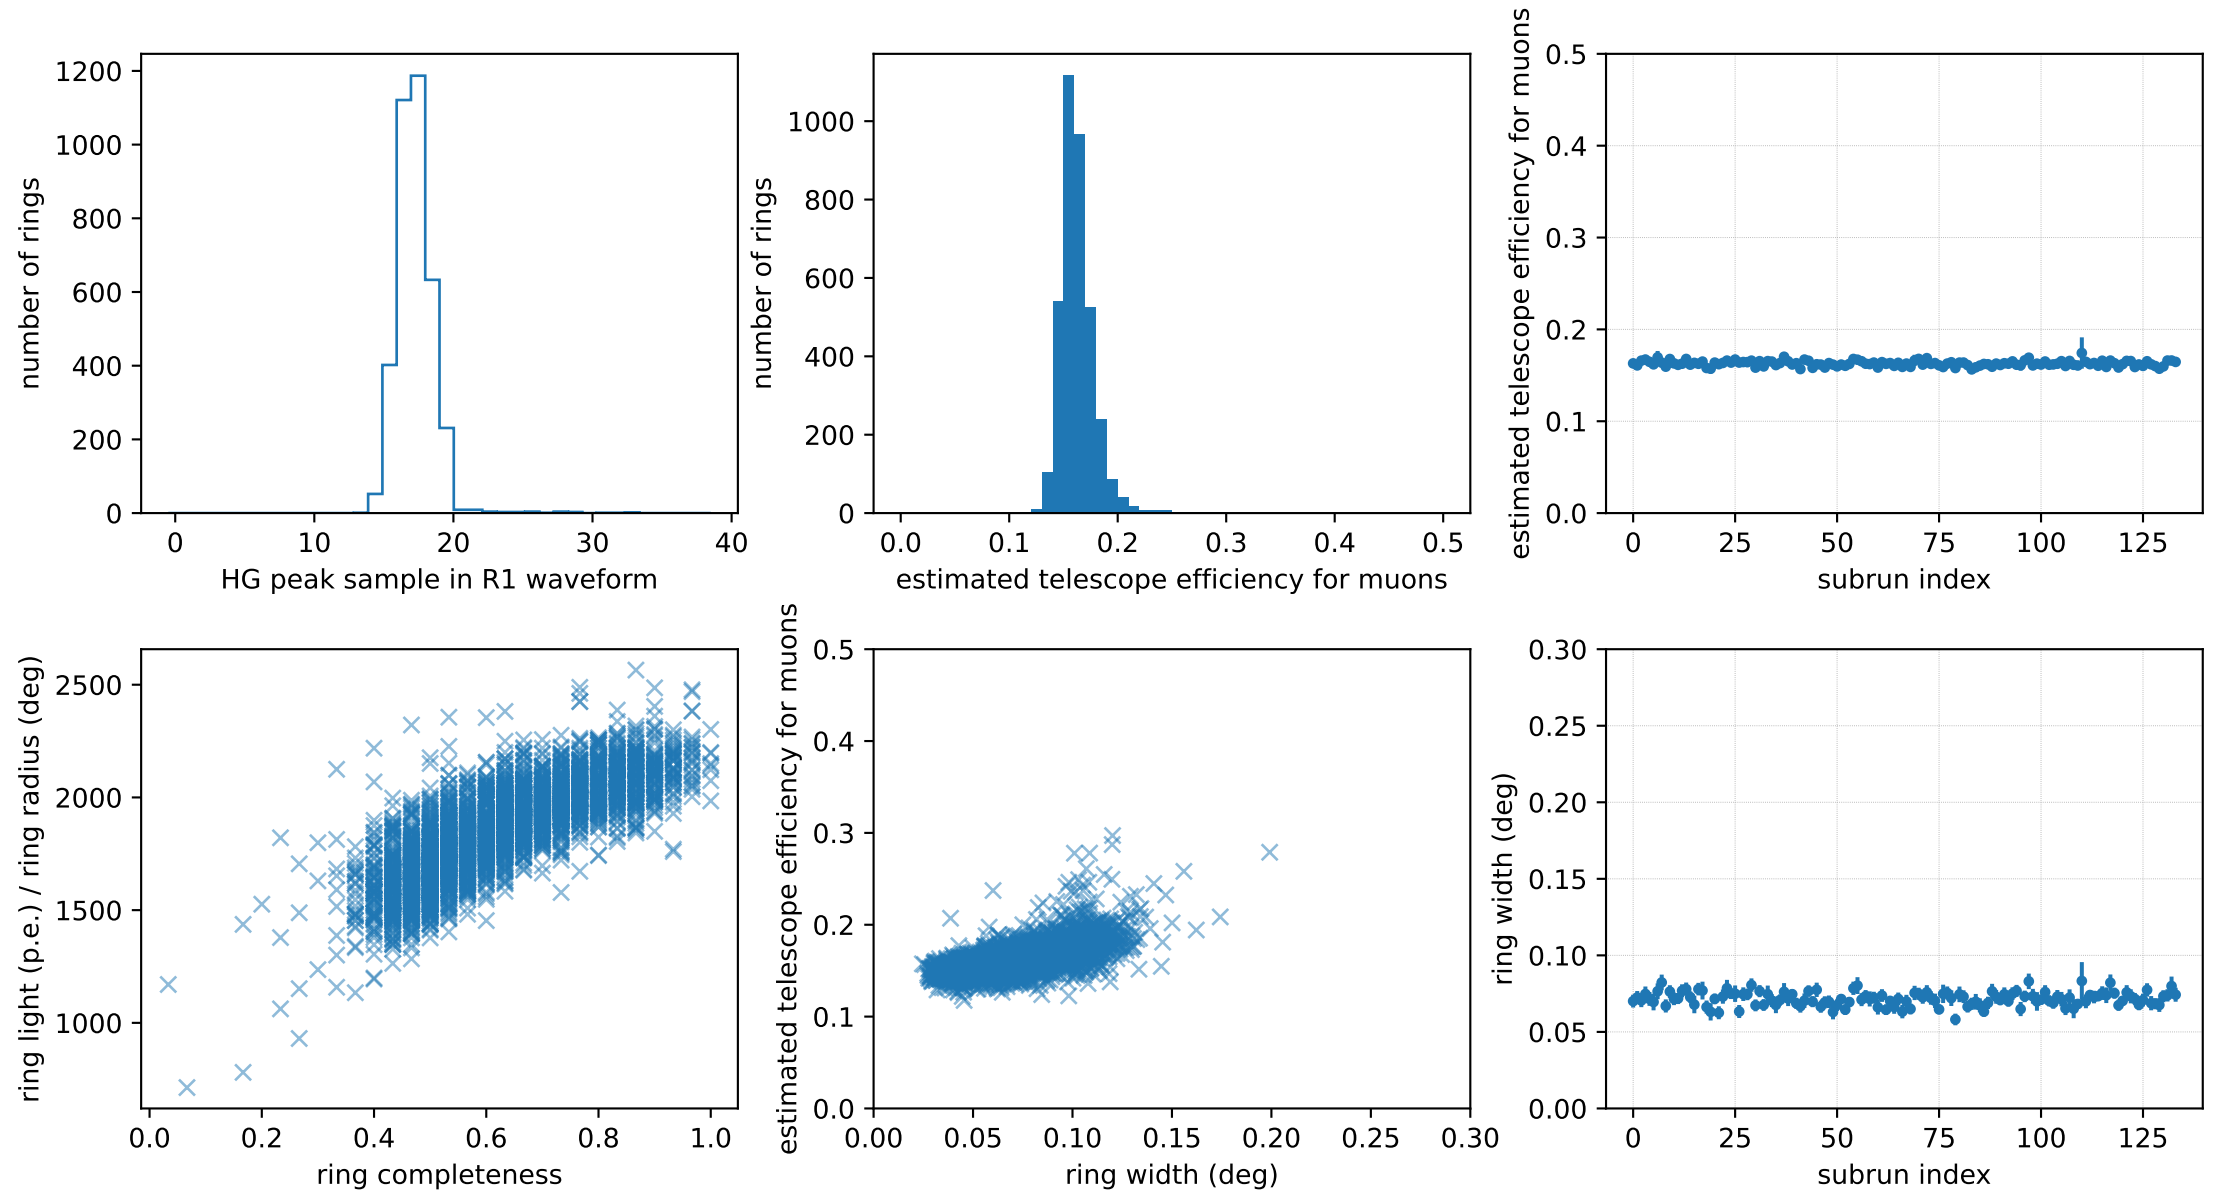 number of rings
1200
1000
800
600
400
200
0
0 10 20 30 40
HG peak sample in R1 waveform
number of rings
1000
800
600
400
200
0
0.0 0.1 0.2 0.3 0.4 0.5
estimated telescope efficiency for muons
estimated telescope efficiency for muons
0.5
0.4
0.3
0.2
0.1
0.0
0 25 50 75 100 125
subrun index
ring light (p.e.) / ring radius (deg)
2500
2000
1500
1000
0.0 0.2 0.4 0.6 0.8 1.0
ring completeness
estimated telescope efficiency for muons
0.5
0.4
0.3
0.2
0.1
0.0
0.00 0.05 0.10 0.15 0.20 0.25 0.30
ring width (deg)
ring width (deg)
0.30
0.25
0.20
0.15
0.10
0.05
0.00
0 25 50 75 100 125
subrun index